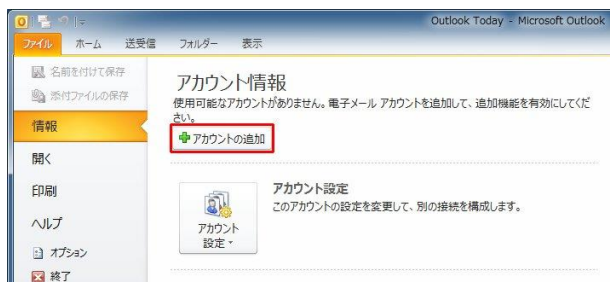 Outlook Today - Microsoft Outlook
ファイル ホーム 送受信 フォルダー 表示
名前を付けて保存
添付ファイルの保存
情報
開く
印刷
ヘルプ
オプション
終了
アカウント情報
使用可能なアカウントがありません。電子メール アカウントを追加して、追加機能を有効にしてくだ
さい。
アカウントの追加
アカウント
設定
アカウント設定
このアカウントの設定を変更して、別の接続を構成します。